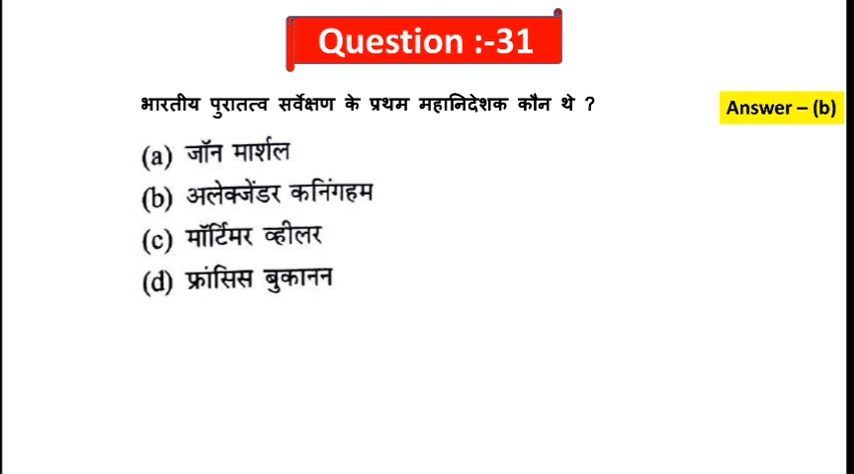 Question :-31
भारतीय पुरातत्व सर्वेक्षण के प्रथम महानिदेशक कौन थे ?
Answer – (b)
(a) जॉन मार्शल
(b) अलेक्जेंडर कनिंगहम
(c) मॉर्टिमर व्हीलर
(d) फ्रांसिस बुकानन